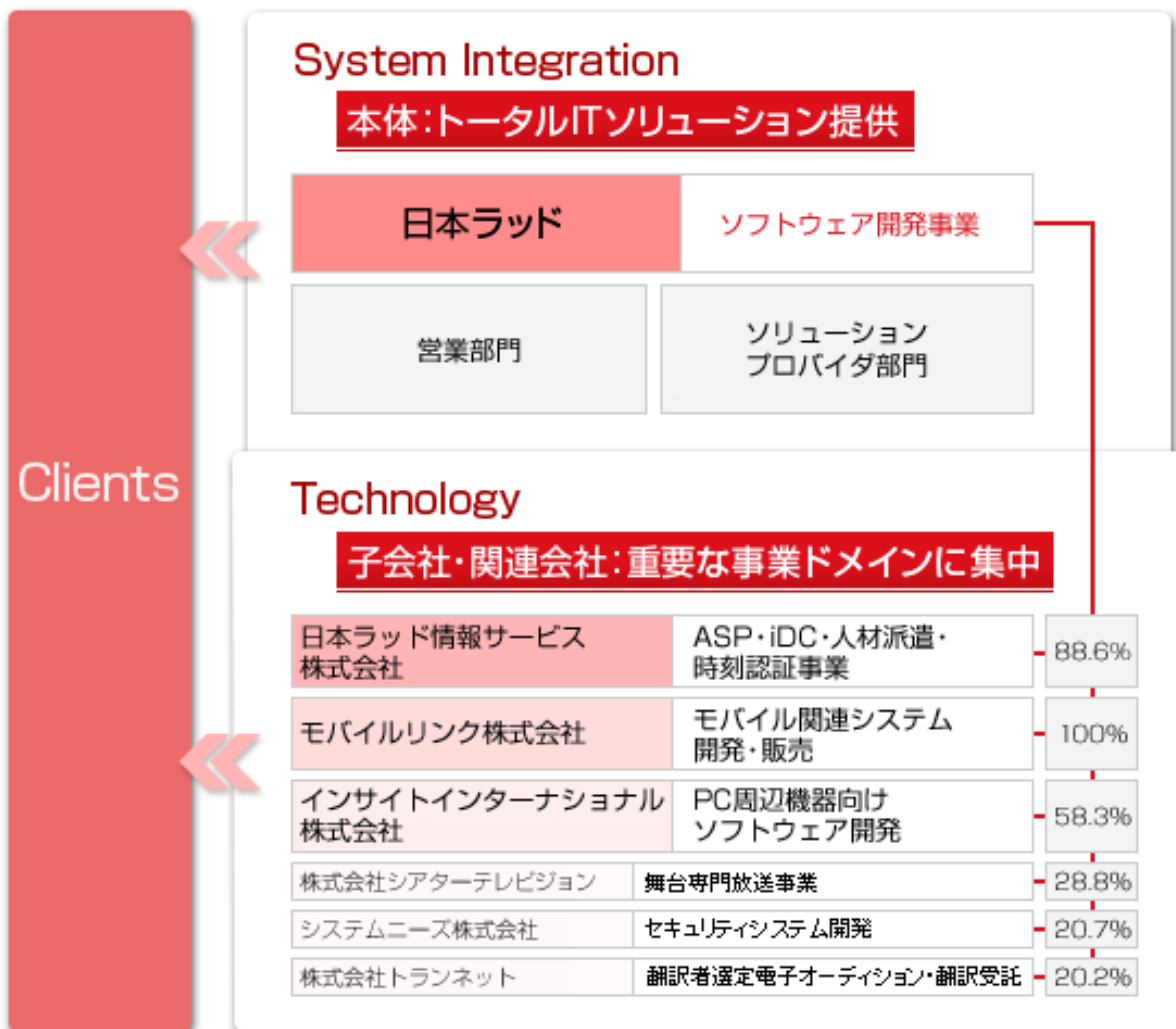 Clients
System Integration
本体:トータルITソリューション提供
日本ラッド
ソフトウェア開発事業
営業部門
ソリューション
プロバイダ部門
Technology
子会社・関連会社:重要な事業ドメインに集中
日本ラッド情報サービス
株式会社
ASP・iDC・人材派遣・
時刻認証事業
88.6%
モバイルリンク株式会社
モバイル関連システム
開発・販売
100%
インサイトインターナショナル
株式会社
PC周辺機器向け
ソフトウェア開発
58.3%
株式会社シアターテレビジョン
舞台専門放送事業
28.8%
システムニーズ株式会社
セキュリティシステム開発
20.7%
株式会社トランネット
翻訳者選定電子オーディション・翻訳受託
20.2%